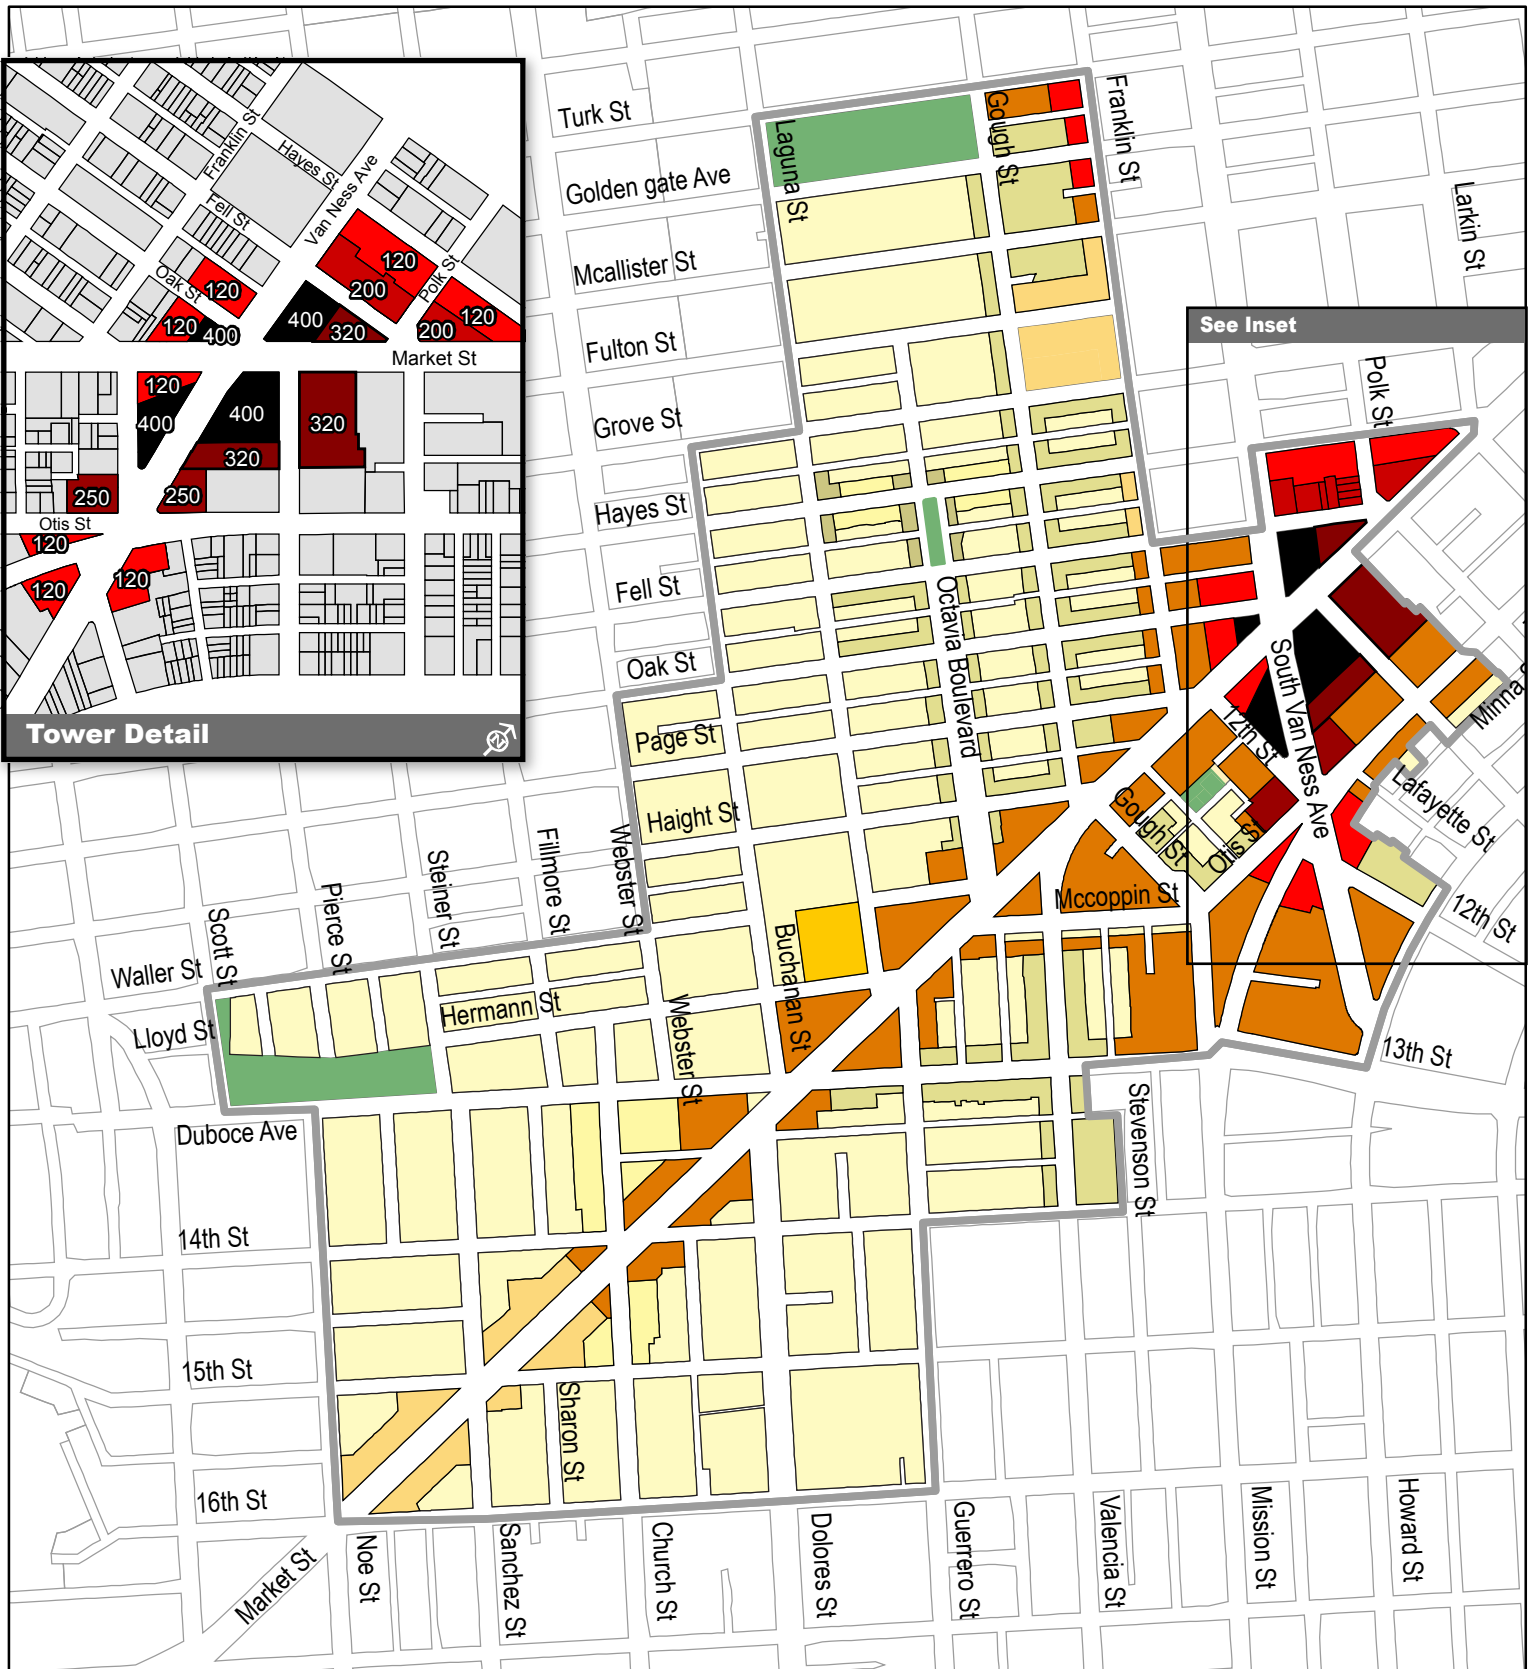 Franklin St
Hayes St
Van Ness Ave
Fell St
Oak St
Polk St
120
200
120
120
200
120
400
400
320
Market St
120
400
400
320
320
250
250
Otis St
120
120
120
Tower Detail
N
Turk St
Golden gate Ave
Mcallister St
Fulton St
Grove St
Hayes St
Fell St
Oak St
Page St
Haight St
Laguna St
Gough St
Franklin St
Larkin St
See Inset
Polk St
Octavia Boulevard
South Van Ness Ave
12th St
Minna
Lafayette St
Gough St
Otis S
Mccoppin St
12th St
13th St
Stevenson St
Buchanan St
Webster St
Fillmore St
Steiner St
Pierce St
Scott St
Waller St
Lloyd St
Hermann St
Webster St
Duboce Ave
14th St
15th St
16th St
Sharon St
Market St
Noe St
Sanchez St
Church St
Dolores St
Guerrero St
Valencia St
Mission St
Howard St